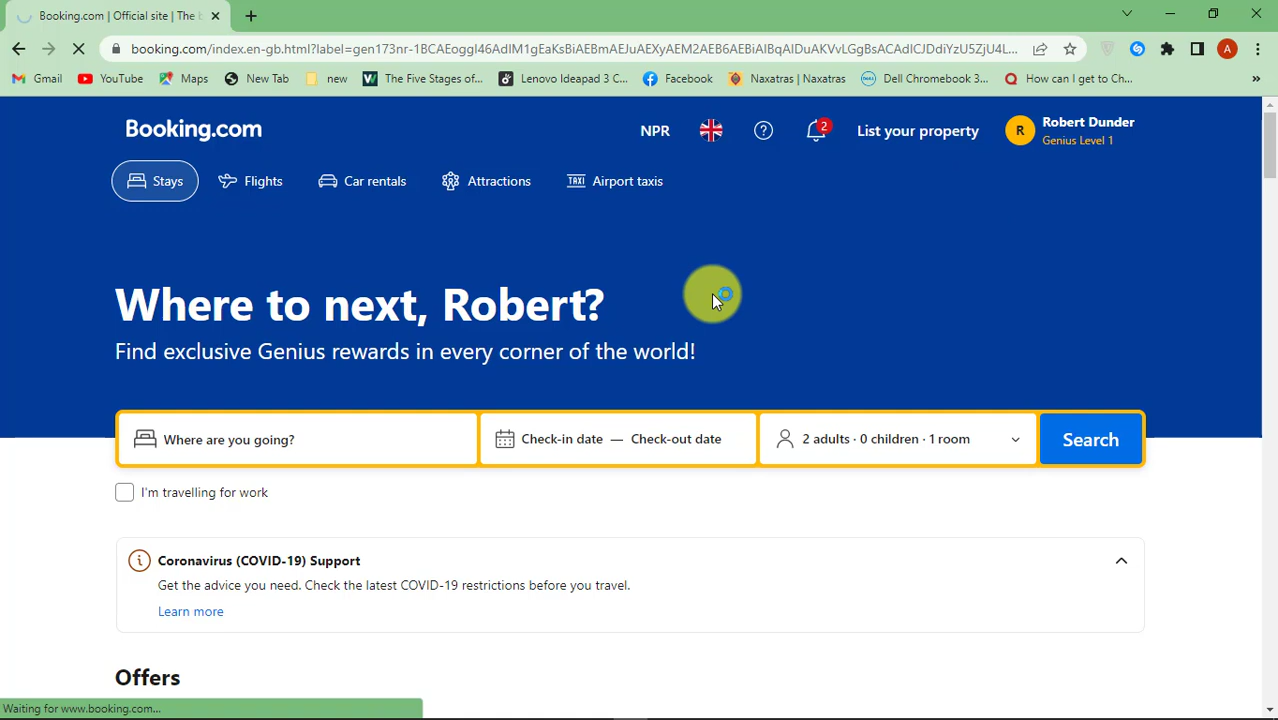 Booking.com | Official site | The b
booking.com/index.en-gb.html?label=gen173nr-1BCAEoggI46AdIM1gEaKsBiAEBmAEJuAEXyAEM2AEB6AEBiAIBqAIDuAKVvLGgBsACAdICJDdiYzU5ZjU4L...
A
Gmail
YouTube
Maps
New Tab
new
The Five Stages of...
Lenovo Ideapad 3 C...
Facebook
Naxatras | Naxatras
Dell Chromebook 3...
How can I get to Ch...
Booking.com
NPR
2
List your property
R
Robert Dunder
Genius Level 1
Stays
Flights
Car rentals
Attractions
TAXI
Airport taxis
Where to next, Robert?
Find exclusive Genius rewards in every corner of the world!
Where are you going?
Check-in date — Check-out date
2 adults · 0 children · 1 room
Search
I'm travelling for work
Coronavirus (COVID-19) Support
Get the advice you need. Check the latest COVID-19 restrictions before you travel.
Learn more
Offers
Waiting for www.booking.com...